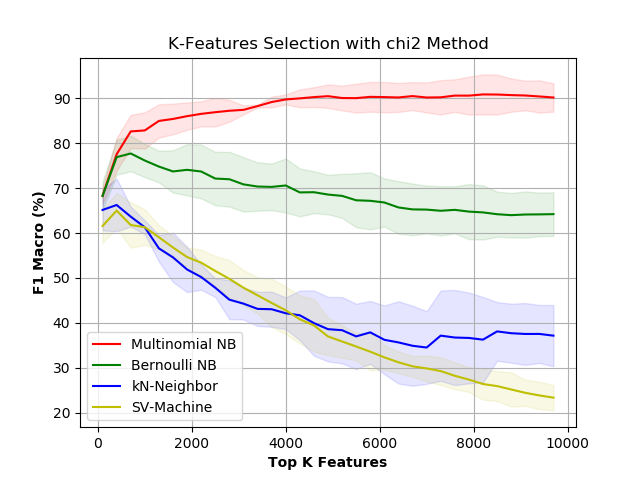 K-Features Selection with chi2 Method
F1 Macro (%)
90
80
70
60
50
40
30
20
Multinomial NB
Bernoulli NB
kN-Neighbor
SV-Machine
0 2000 4000 6000 8000 10000
Top K Features